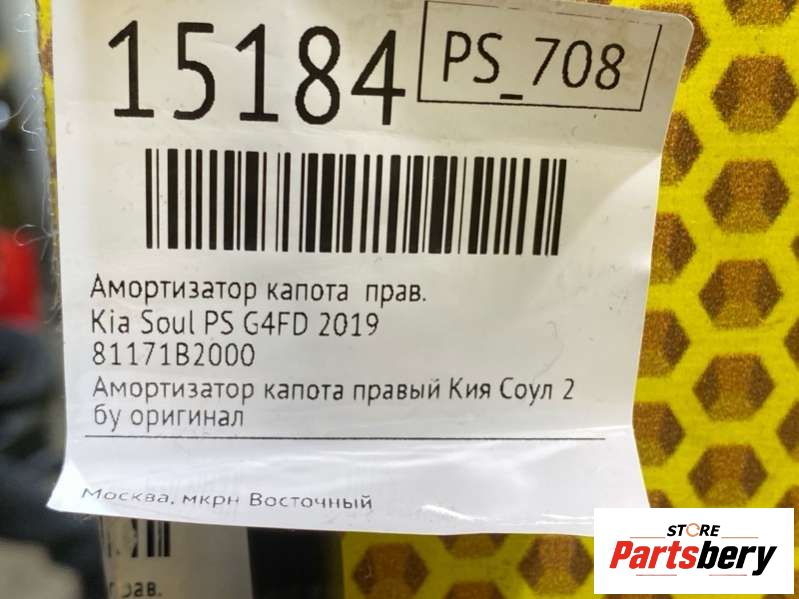 15184
PS_708
Амортизатор капота прав.
Kia Soul PS G4FD 2019
81171B2000
Амортизатор капота правый Кия Соул 2
бу оригинал
Москва, мкрн Восточный
прав.
STORE
Partsbery